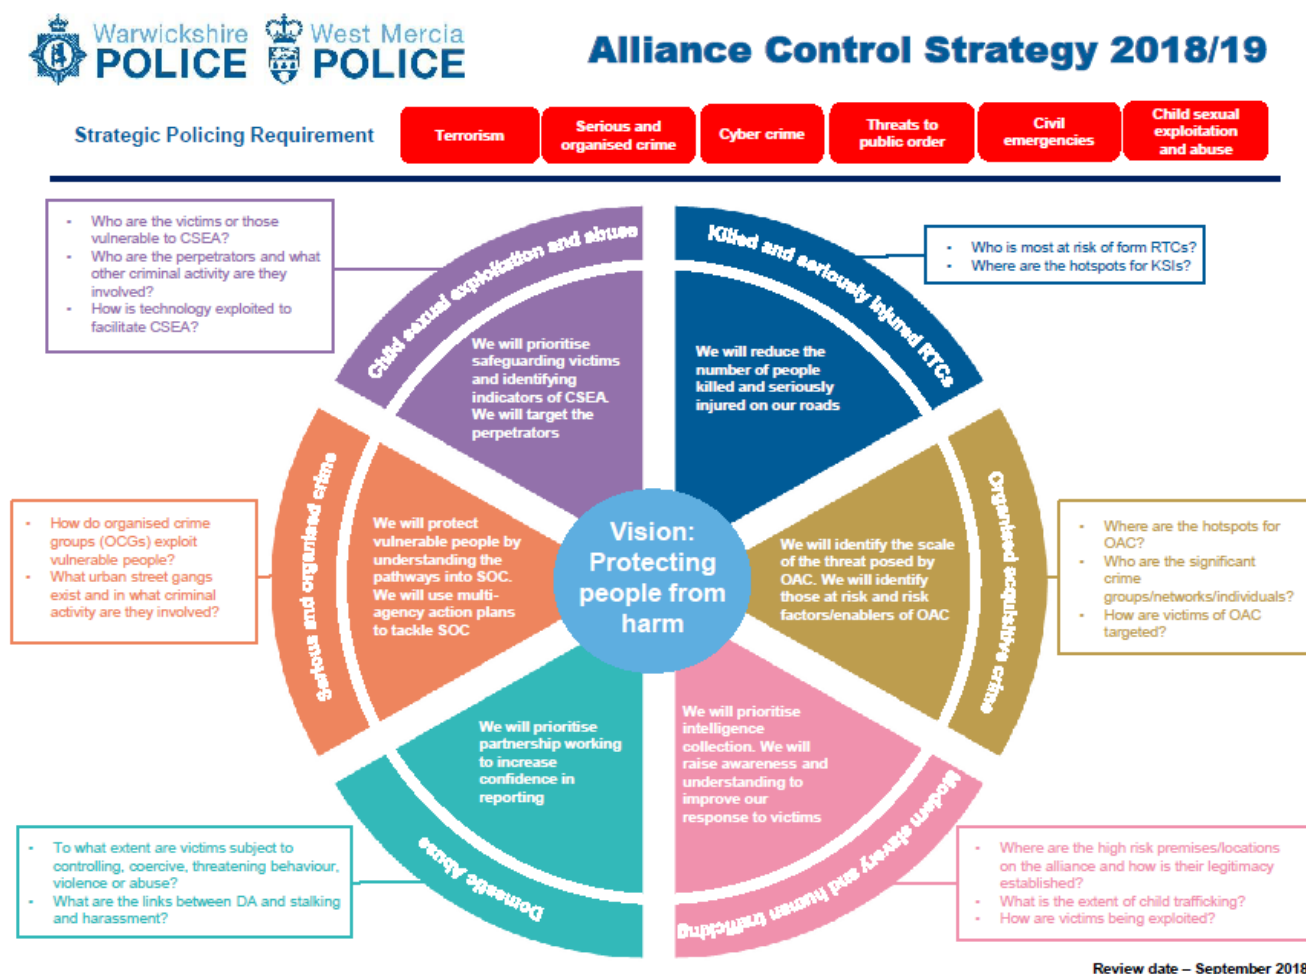 Warwickshire
POLICE
West Mercia
POLICE
Alliance Control Strategy 2018/19
Strategic Policing Requirement
Terrorism
Serious and
organised crime
Cyber crime
Threats to
public order
Civil
emergencies
Child sexual
exploitation
and abuse
• Who are the victims or those
vulnerable to CSEA?
• Who are the perpetrators and what
other criminal activity are they
involved?
• How is technology exploited to
facilitate CSEA?
Child sexual exploitation and abuse
We will prioritise
safeguarding victims
and identifying
indicators of CSEA.
We will target the
perpetrators
Killed and seriously injured RTCs
We will reduce the
number of people
killed and seriously
injured on our roads
• Who is most at risk of form RTCs?
• Where are the hotspots for KSIs?
• How do organised crime
groups (OCGs) exploit
vulnerable people?
• What urban street gangs
exist and in what criminal
activity are they involved?
Serious and organised crime
We will protect
vulnerable people by
understanding the
pathways into SOC.
We will use multi-
agency action plans
to tackle SOC
Vision:
Protecting
people from
harm
We will identify the scale
of the threat posed by
OAC. We will identify
those at risk and risk
factors/enablers of OAC
Organised acquisitive crime
• Where are the hotspots for
OAC?
• Who are the significant
crime
groups/networks/individuals?
• How are victims of OAC
targeted?
• To what extent are victims subject to
controlling, coercive, threatening behaviour,
violence or abuse?
• What are the links between DA and stalking
and harassment?
Domestic Abuse
We will prioritise
partnership working
to increase
confidence in
reporting
We will prioritise
intelligence
collection. We will
raise awareness and
understanding to
improve our
response to victims
Modern slavery and human trafficking
• Where are the high risk premises/locations
on the alliance and how is their legitimacy
established?
• What is the extent of child trafficking?
• How are victims being exploited?
Review date – September 2018